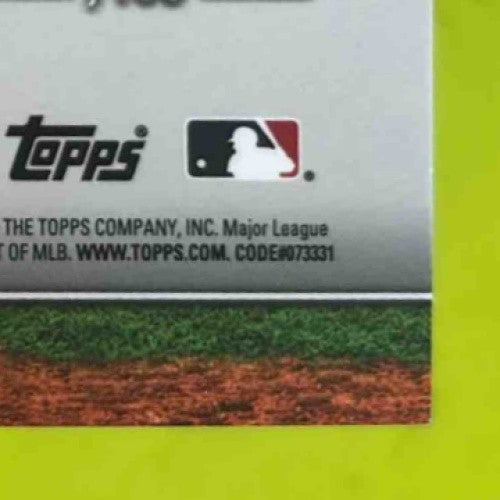 Topps
THE TOPPS COMPANY, INC. Major League
OF MLB. WWW.TOPPS.COM. CODE#073331